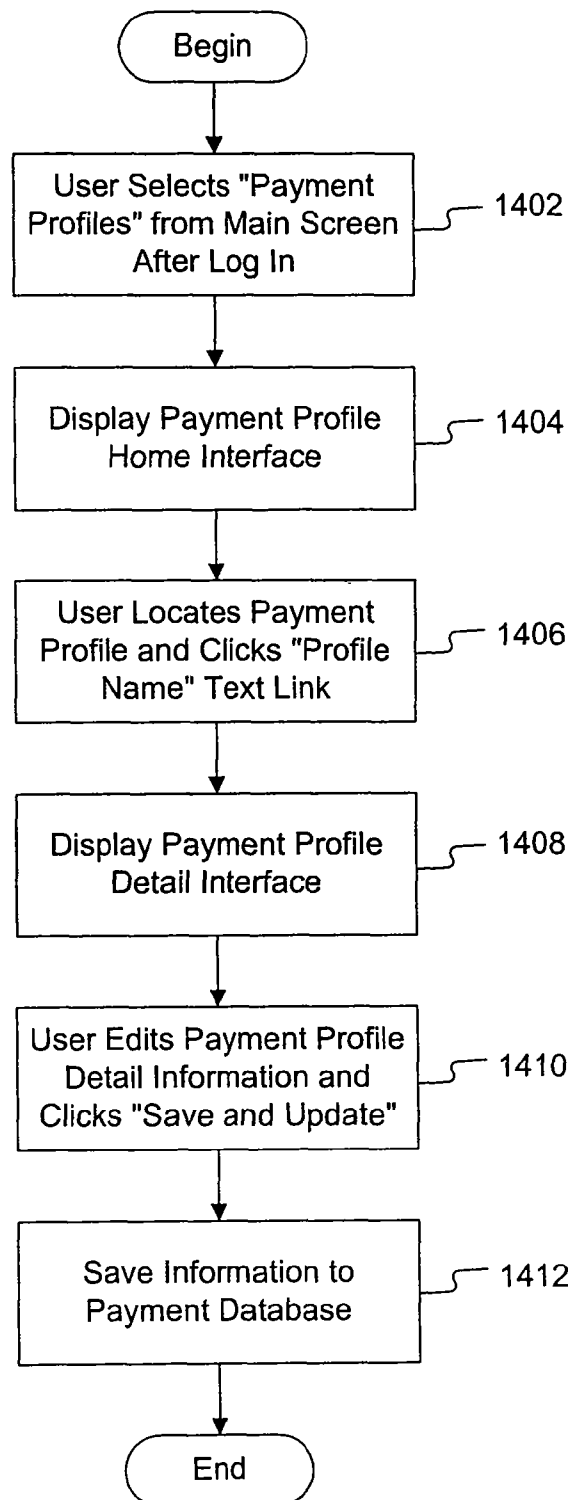 Begin
User Selects "Payment
Profiles" from Main Screen
After Log In
1402
Display Payment Profile
Home Interface
1404
User Locates Payment
Profile and Clicks "Profile
Name" Text Link
1406
Display Payment Profile
Detail Interface
1408
User Edits Payment Profile
Detail Information and
Clicks "Save and Update"
1410
Save Information to
Payment Database
1412
End